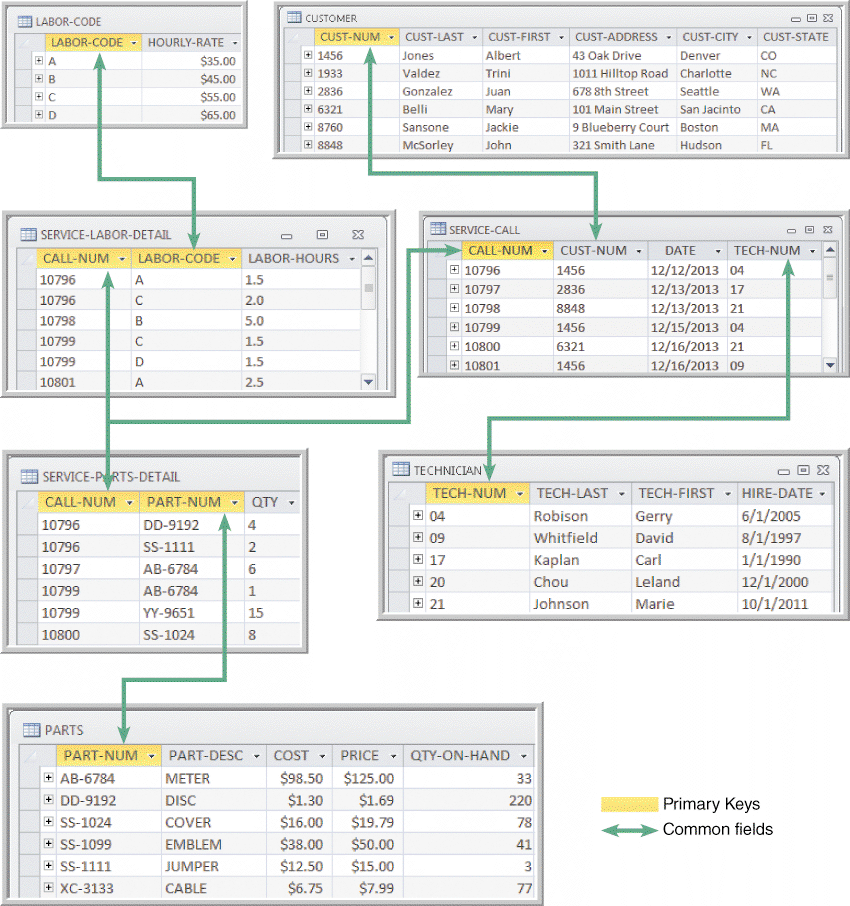 LABOR-CODE
LABOR-CODE HOURLY-RATE
A $35.00
B $45.00
C $55.00
D $65.00
CUSTOMER
CUST-NUM CUST-LAST CUST-FIRST CUST-ADDRESS CUST-CITY CUST-STATE
1456 Jones Albert 43 Oak Drive Denver CO
1933 Valdez Trini 1011 Hilltop Road Charlotte NC
2836 Gonzalez Juan 678 8th Street Seattle WA
6321 Belli Mary 101 Main Street San Jacinto CA
8760 Sansone Jackie 9 Blueberry Court Boston MA
8848 McSorley John 321 Smith Lane Hudson FL
SERVICE-LABOR-DETAIL
CALL-NUM LABOR-CODE LABOR-HOURS
10796 A 1.5
10796 C 2.0
10798 B 5.0
10799 C 1.5
10799 D 1.5
10801 A 2.5
SERVICE-CALL
CALL-NUM CUST-NUM DATE TECH-NUM
10796 1456 12/12/2013 04
10797 2836 12/13/2013 17
10798 8848 12/13/2013 21
10799 1456 12/15/2013 04
10800 6321 12/16/2013 21
10801 1456 12/16/2013 09
SERVICE-PARTS-DETAIL
CALL-NUM PART-NUM QTY
10796 DD-9192 4
10796 SS-1111 2
10797 AB-6784 6
10799 AB-6784 1
10799 YY-9651 15
10800 SS-1024 8
TECHNICIAN
TECH-NUM TECH-LAST TECH-FIRST HIRE-DATE
04 Robison Gerry 6/1/2005
09 Whitfield David 8/1/1997
17 Kaplan Carl 1/1/1990
20 Chou Leland 12/1/2000
21 Johnson Marie 10/1/2011
PARTS
PART-NUM PART-DESC COST PRICE QTY-ON-HAND
AB-6784 METER $98.50 $125.00 33
DD-9192 DISC $1.30 $1.69 220
SS-1024 COVER $16.00 $19.79 78
SS-1099 EMBLEM $38.00 $50.00 41
SS-1111 JUMPER $12.50 $15.00 3
XC-3133 CABLE $6.75 $7.99 77
Primary Keys
Common fields